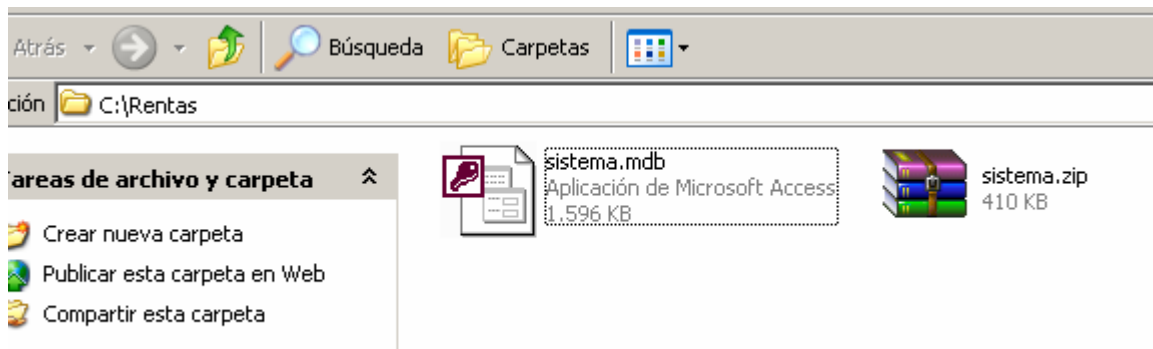 Atrás
Búsqueda
Carpetas
ción C:\Rentas
areas de archivo y carpeta
Crear nueva carpeta
Publicar esta carpeta en Web
Compartir esta carpeta
sistema.mdb
Aplicación de Microsoft Access
1.596 KB
sistema.zip
410 KB